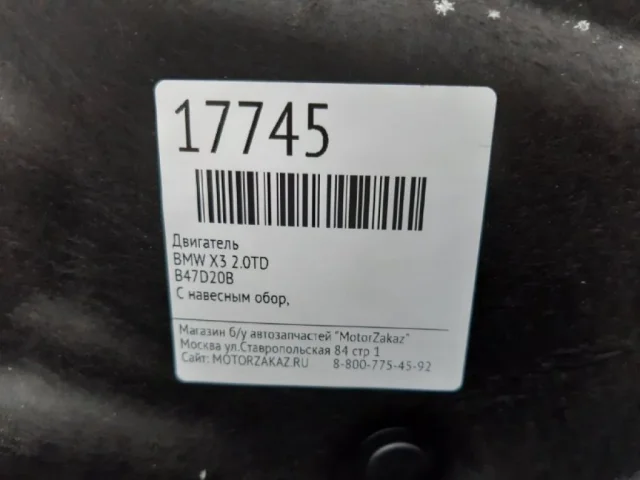 17745
Двигатель
BMW X3 2.0TD
B47D20B
С навесным обор,
Магазин б/у автозапчастей "MotorZakaz"
Москва ул.Ставропольская 84 стр 1
Сайт: MOTORZAKAZ.RU 8-800-775-45-92